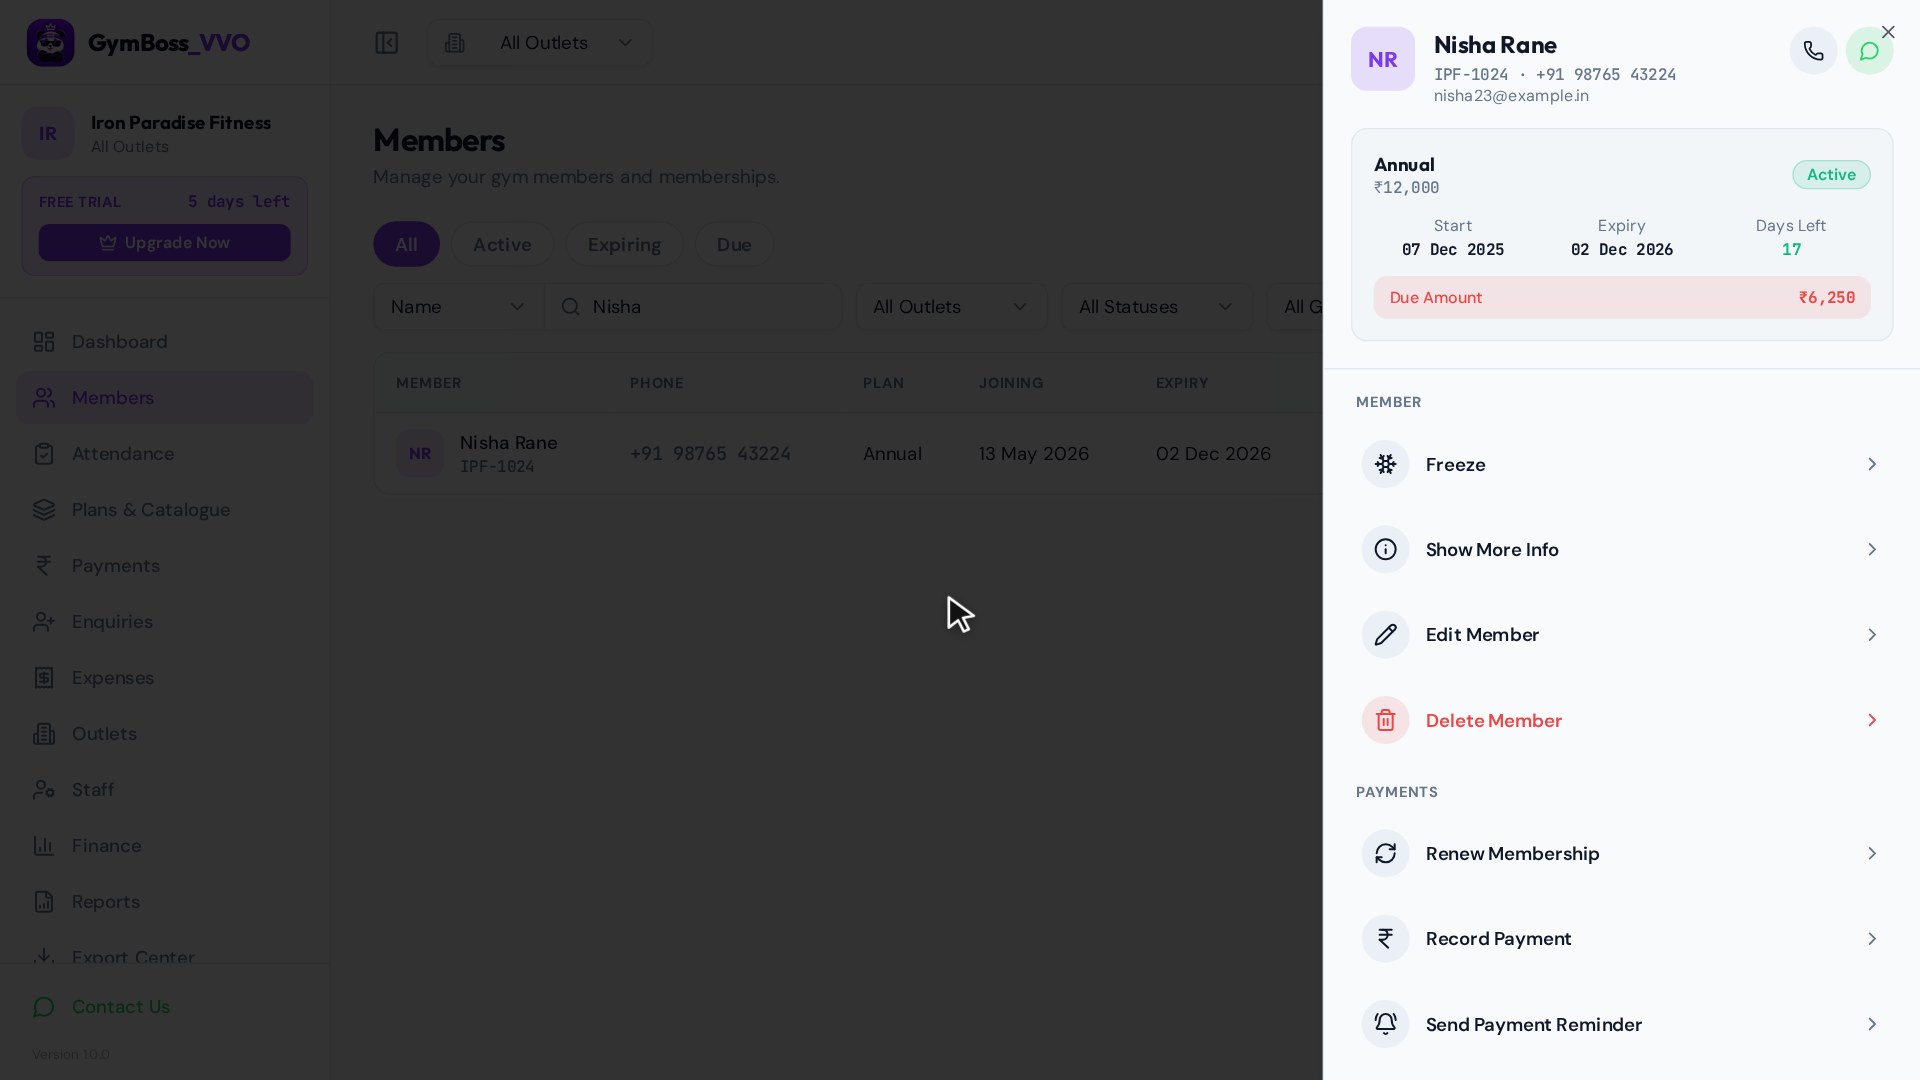 GymBoss_VVO
IR
Iron Paradise Fitness
All Outlets
FREE TRIAL
5 days left
Upgrade Now
Dashboard
Members
Attendance
Plans & Catalogue
Payments
Enquiries
Expenses
Outlets
Staff
Finance
Reports
Export Center
Contact Us
Version 1.0.0
All Outlets
Members
Manage your gym members and memberships.
All
Active
Expiring
Due
Name
Nisha
All Outlets
All Statuses
All G
MEMBER PHONE PLAN JOINING EXPIRY
NR
Nisha Rane
IPF-1024
+91 98765 43224
Annual
13 May 2026
02 Dec 2026
NR
Nisha Rane
IPF-1024 · +91 98765 43224
nisha23@example.in
Annual
₹12,000
Active
Start Expiry Days Left
07 Dec 2025 02 Dec 2026 17
Due Amount ₹6,250
MEMBER
Freeze
Show More Info
Edit Member
Delete Member
PAYMENTS
Renew Membership
Record Payment
Send Payment Reminder